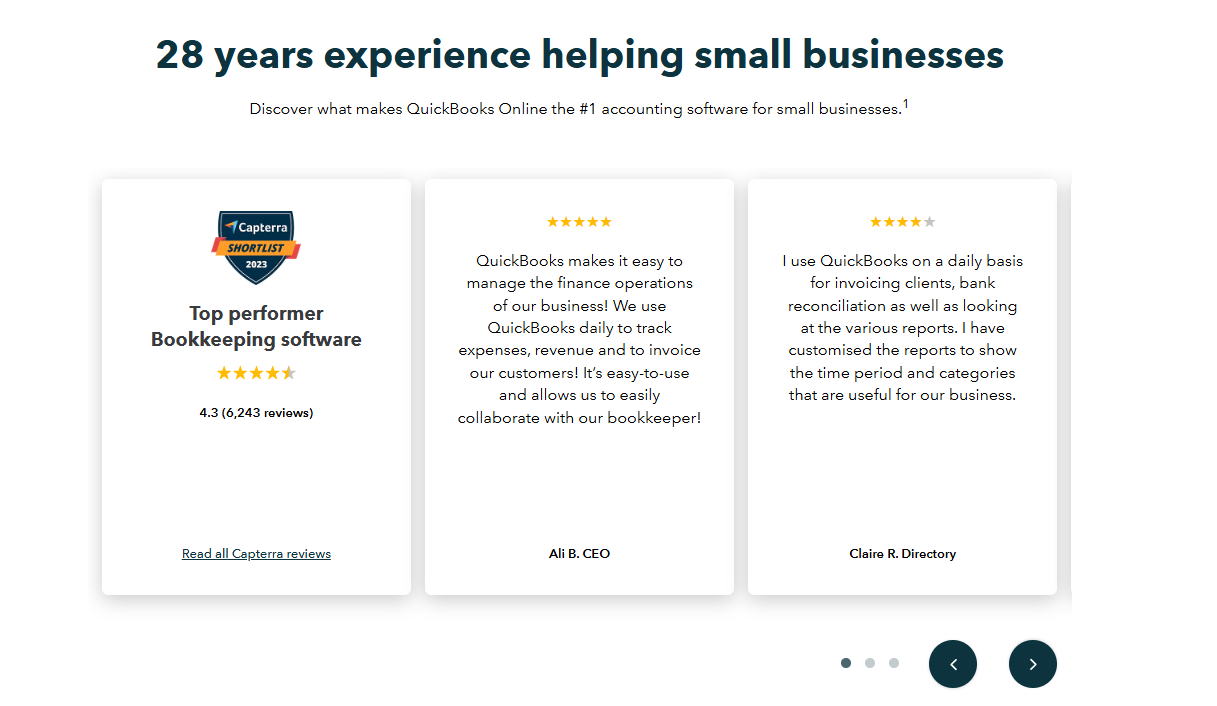 28 years experience helping small businesses
Discover what makes QuickBooks Online the #1 accounting software for small businesses.1
Capterra
SHORTLIST
2023
Top performer
Bookkeeping software
4.3 (6,243 reviews)
Read all Capterra reviews
QuickBooks makes it easy to
manage the finance operations
of our business! We use
QuickBooks daily to track
expenses, revenue and to invoice
our customers! It’s easy-to-use
and allows us to easily
collaborate with our bookkeeper!
Ali B. CEO
I use QuickBooks on a daily basis
for invoicing clients, bank
reconciliation as well as looking
at the various reports. I have
customised the reports to show
the time period and categories
that are useful for our business.
Claire R. Directory